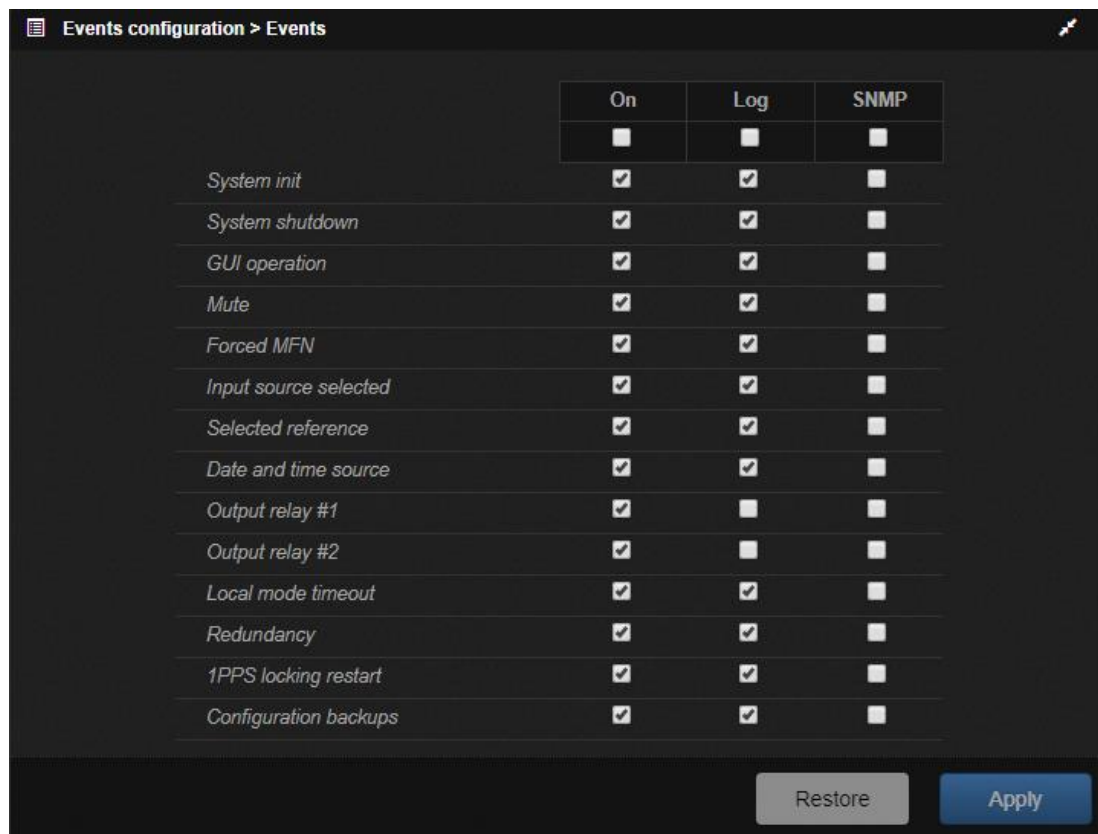 Events configuration > Events
On Log SNMP
System init
System shutdown
GUI operation
Mute
Forced MFN
Input source selected
Selected reference
Date and time source
Output relay #1
Output relay #2
Local mode timeout
Redundancy
1PPS locking restart
Configuration backups
Restore Apply